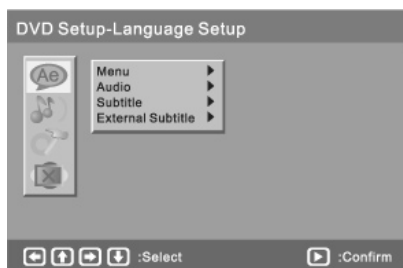 DVD Setup-Language Setup
Ae
Menu
Audio
Subtitle
External Subtitle
:Select
:Confirm